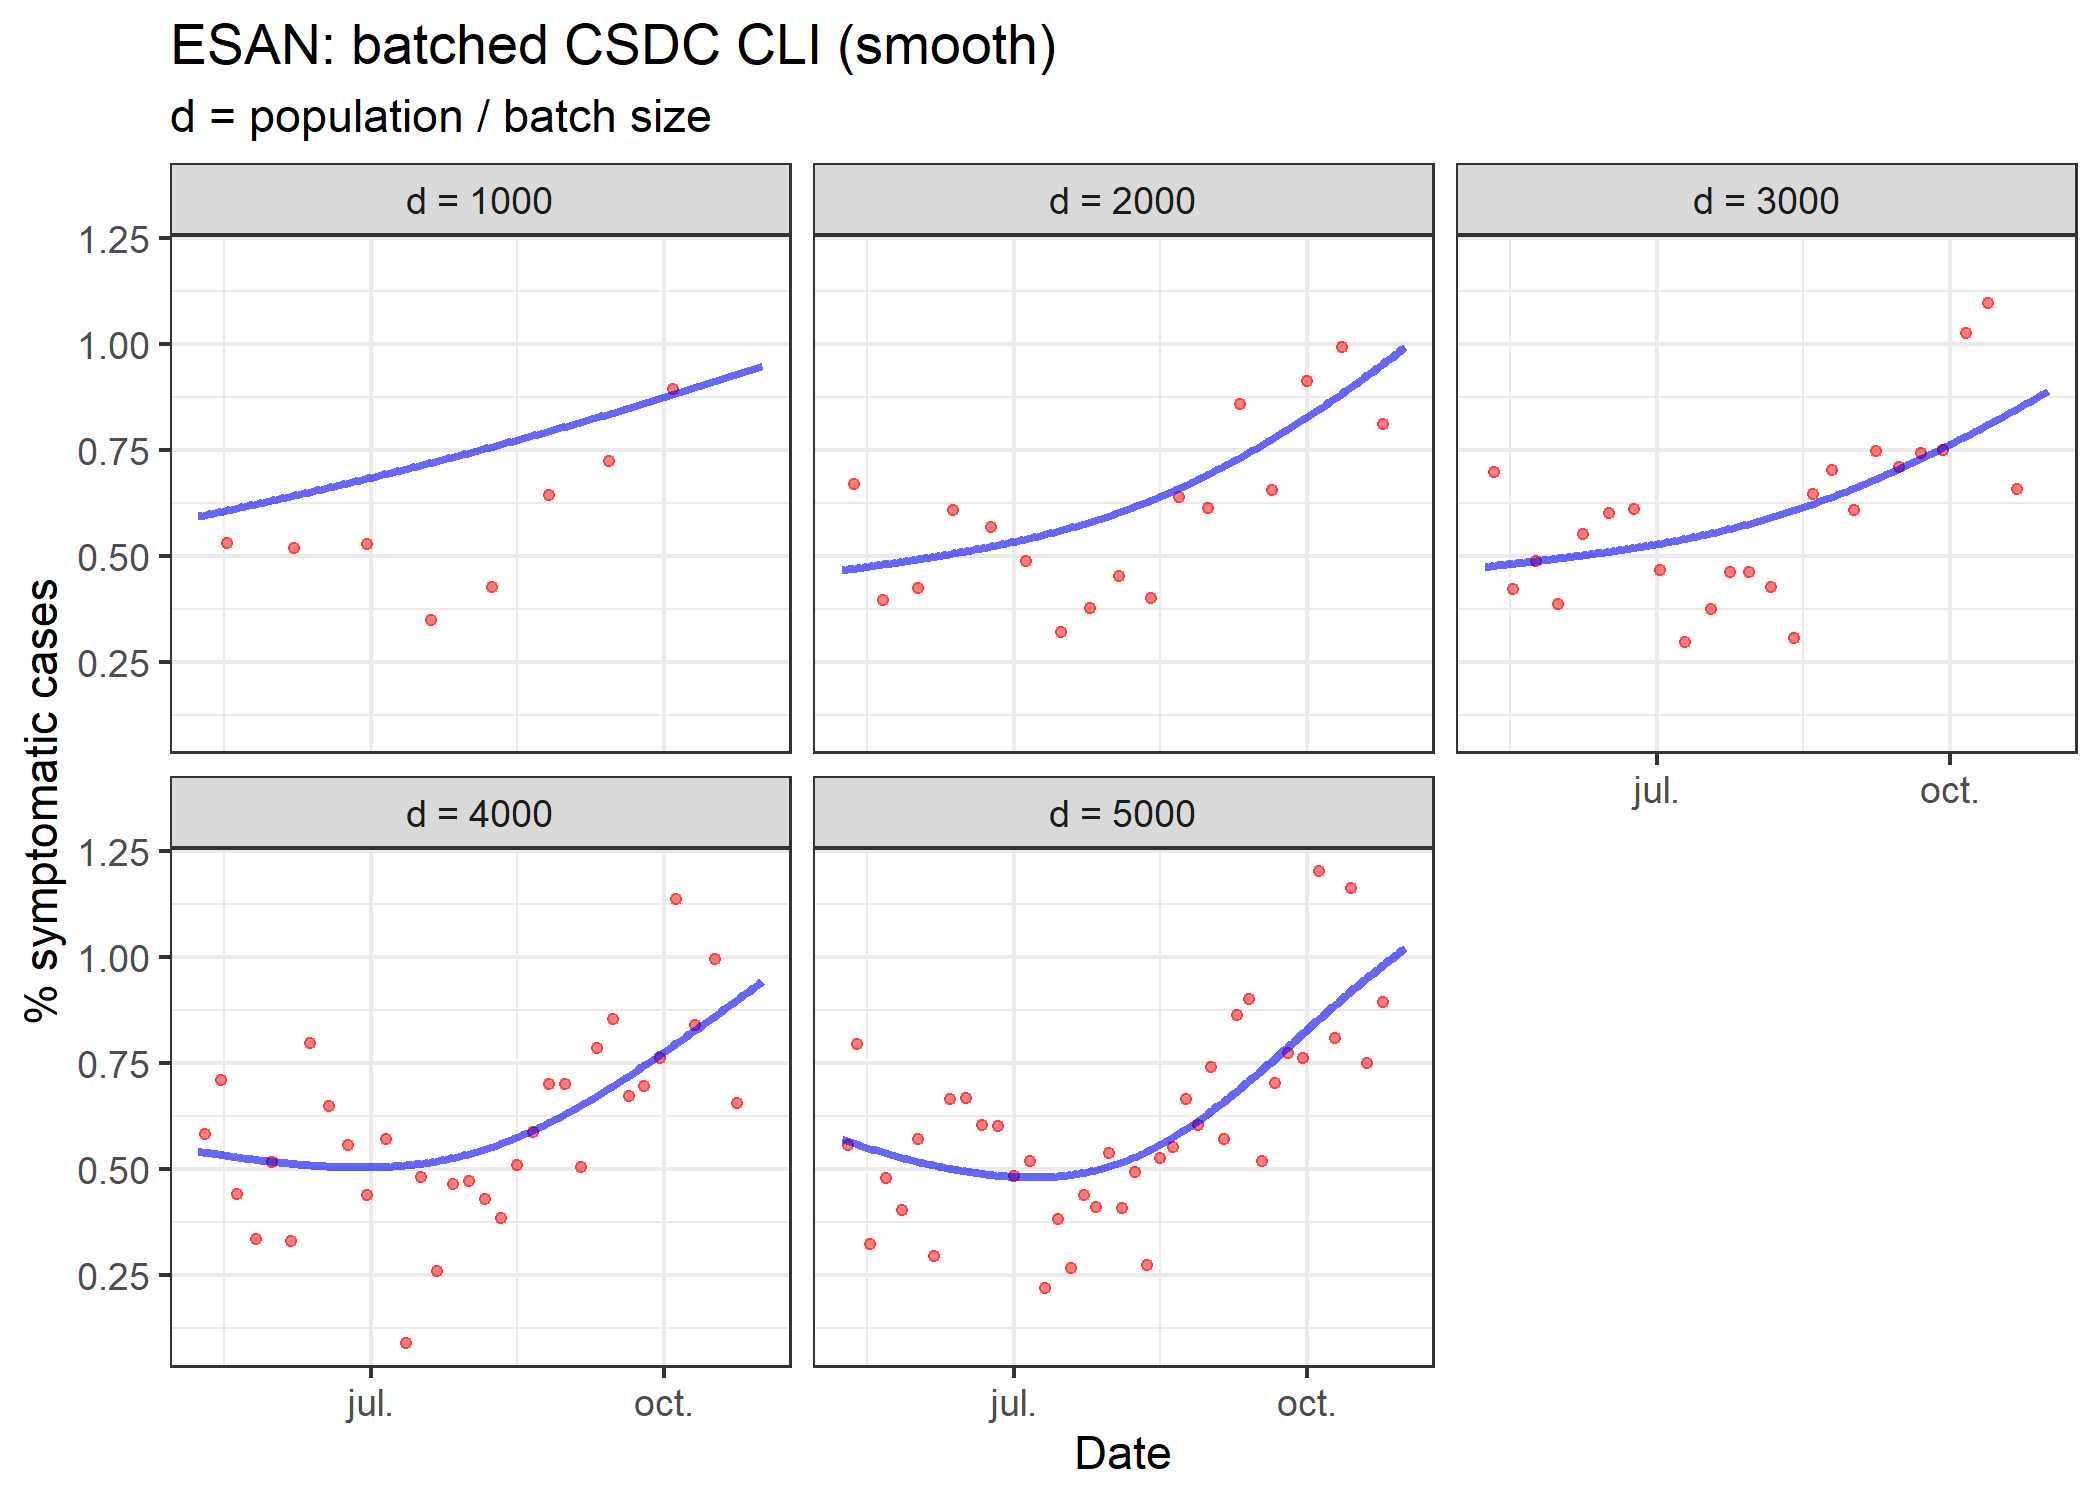 ESAN: batched CSDC CLI (smooth)
d = population / batch size
d = 1000
d = 2000
d = 3000
1.25
1.00
0.75
0.50
0.25
jul.
oct.
d = 4000
d = 5000
1.25
1.00
0.75
0.50
0.25
jul.
oct.
jul.
oct.
% symptomatic cases
Date